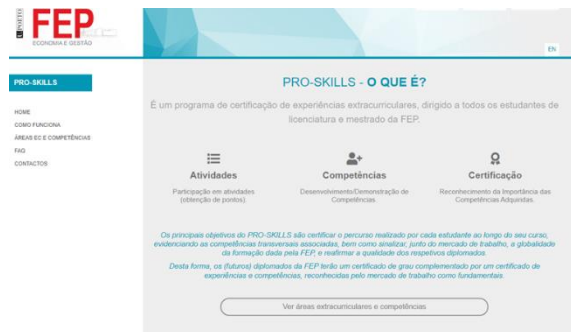 U.PORTO
FEP
ECONOMIA E GESTÃO
EN
PRO-SKILLS
HOME
COMO FUNCIONA
ÁREAS EC E COMPETÊNCIAS
FAQ
CONTACTOS
PRO-SKILLS - O QUE É?
É um programa de certificação de experiências extracurriculares, dirigido a todos os estudantes de
licenciatura e mestrado da FEP.
Atividades
Participação em atividades
(obtenção de pontos).
Competências
Desenvolvimento/Demonstração de
Competências.
Certificação
Reconhecimento da Importância das
Competências Adquiridas.
Os principais objetivos do PRO-SKILLS são certificar o percurso realizado por cada estudante ao longo do seu curso,
evidenciando as competências transversais associadas, bem como sinalizar, junto do mercado de trabalho, a globalidade
da formação dada pela FEP, e reafirmar a qualidade dos respetivos diplomados.
Desta forma, os (futuros) diplomados da FEP terão um certificado de grau complementado por um certificado de
experiências e competências, reconhecidas pelo mercado de trabalho como fundamentais.
Ver áreas extracurriculares e competências